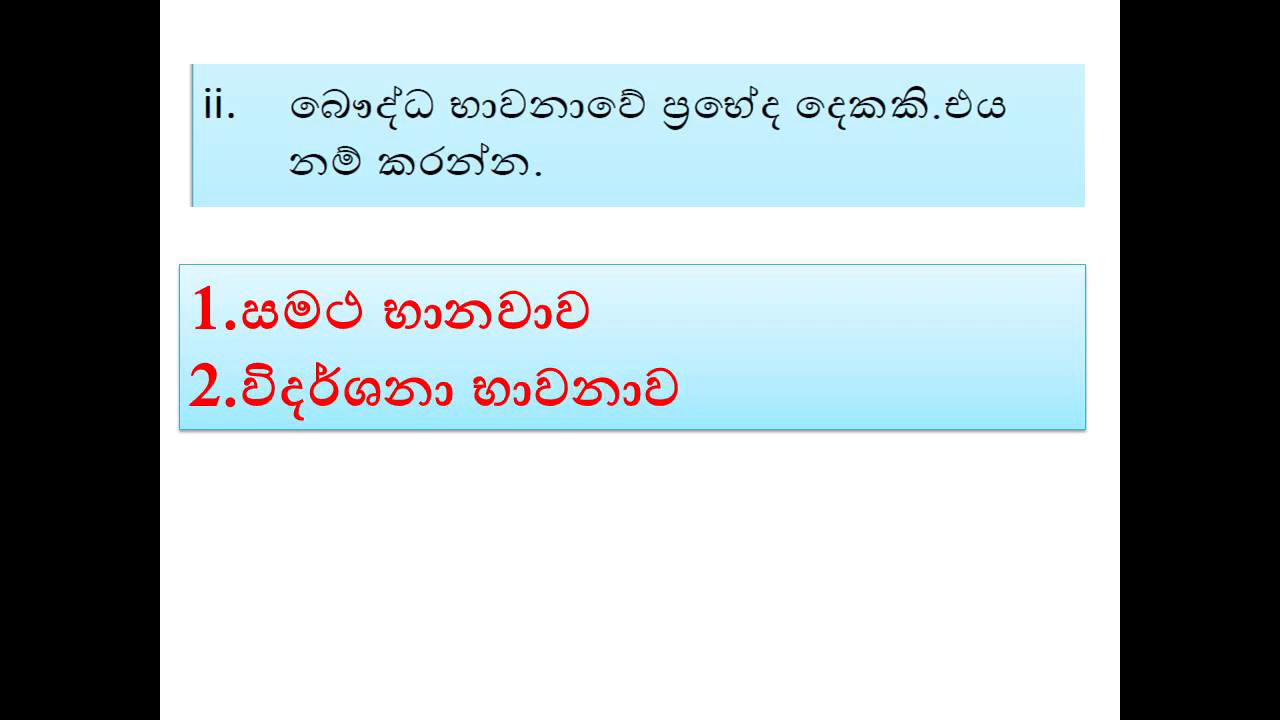 ii. බෞද්ධ භාවනාවේ ප්‍රභේද දෙකකි.එය
නම් කරන්න.
1.සමථ භානවාව
2.විදර්ශනා භාවනාව